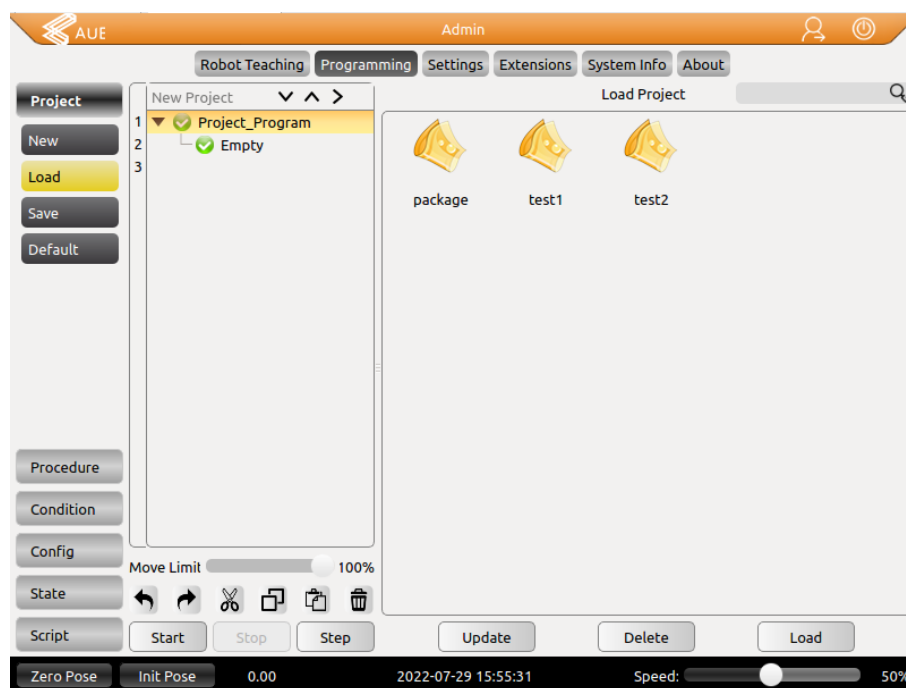 AUE
Admin
Robot Teaching Programming Settings Extensions System Info About
Project
New
Load
Save
Default
Procedure
Condition
Config
State
Script
New Project
1 Project_Program
2 Empty
3
Move Limit 100%
Start Stop Step
Load Project
package test1 test2
Update Delete Load
Zero Pose Init Pose 0.00 2022-07-29 15:55:31 Speed: 50%